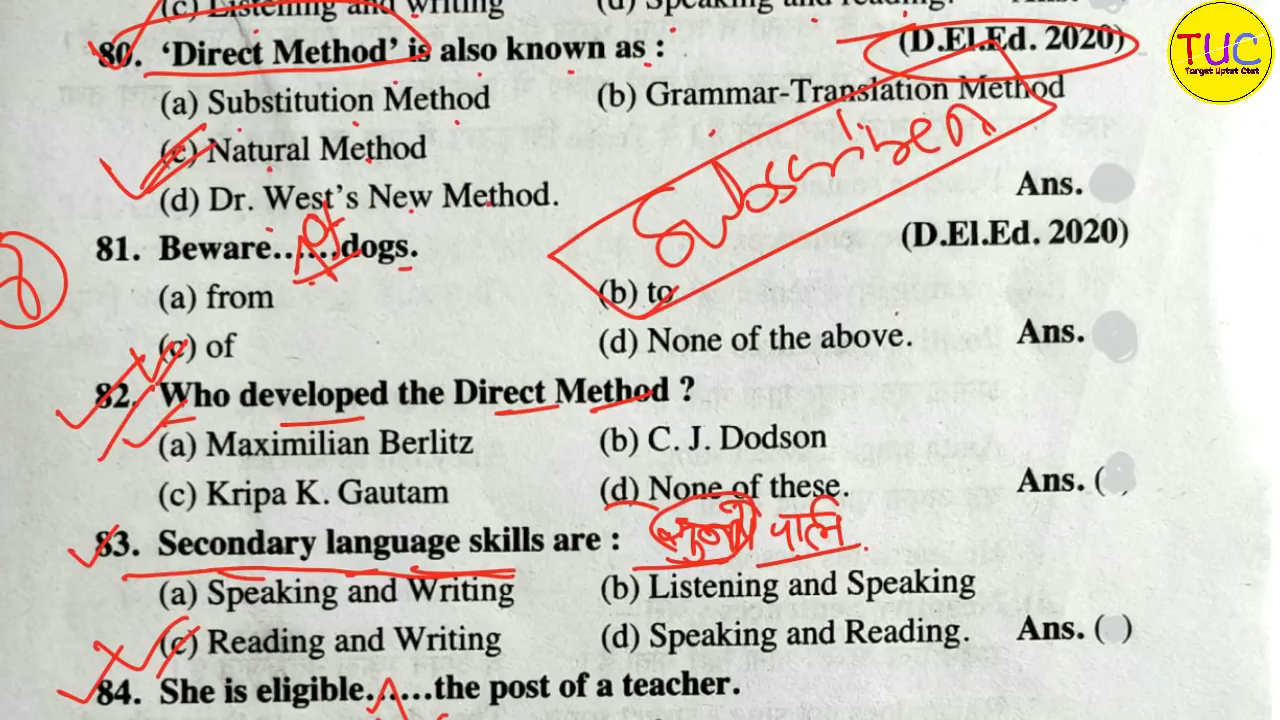 (c) Listening and Writing (d) Speaking and reading.
80. ‘Direct Method’ is also known as : (D.El.Ed. 2020)
TUC
Target Uptet Ctet
(a) Substitution Method (b) Grammar-Translation Method
(c) Natural Method
(d) Dr. West’s New Method. Ans.
Subscribe
81. Beware......dogs. (D.El.Ed. 2020)
of
(a) from (b) to
(c) of (d) None of the above. Ans.
82. Who developed the Direct Method ?
(a) Maximilian Berlitz (b) C. J. Dodson
(c) Kripa K. Gautam (d) None of these. Ans. (
83. Secondary language skills are :
(a) Speaking and Writing (b) Listening and Speaking
(c) Reading and Writing (d) Speaking and Reading. Ans. ( )
84. She is eligible......the post of a teacher.